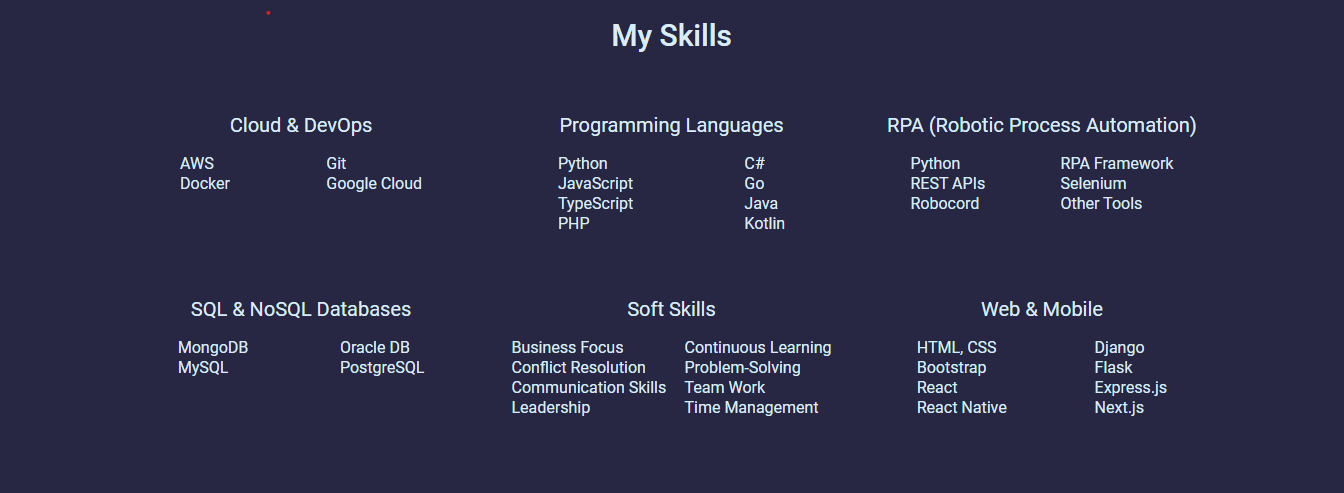 My Skills
Cloud & DevOps
AWS
Docker
Git
Google Cloud
Programming Languages
Python
JavaScript
TypeScript
PHP
C#
Go
Java
Kotlin
RPA (Robotic Process Automation)
Python
REST APIs
Robocord
RPA Framework
Selenium
Other Tools
SQL & NoSQL Databases
MongoDB
MySQL
Oracle DB
PostgreSQL
Soft Skills
Business Focus
Conflict Resolution
Communication Skills
Leadership
Continuous Learning
Problem-Solving
Team Work
Time Management
Web & Mobile
HTML, CSS
Bootstrap
React
React Native
Django
Flask
Express.js
Next.js